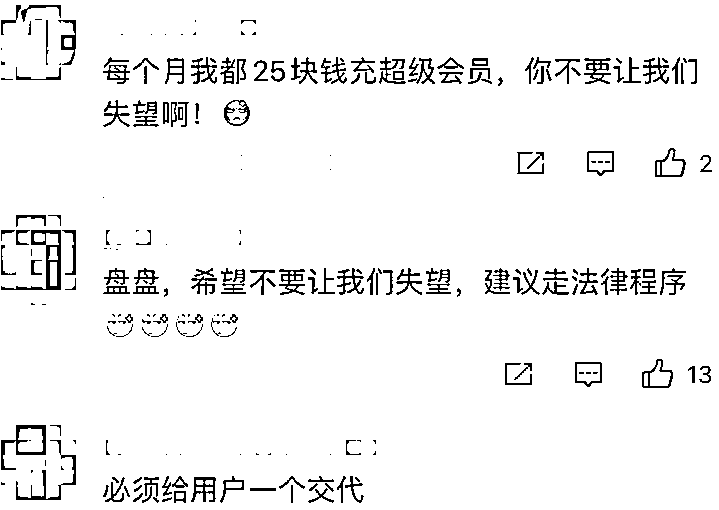 每个月我都25块钱充超级会员，你不要让我们
失望啊！
2
盘盘，希望不要让我们失望，建议走法律程序
13
必须给用户一个交代